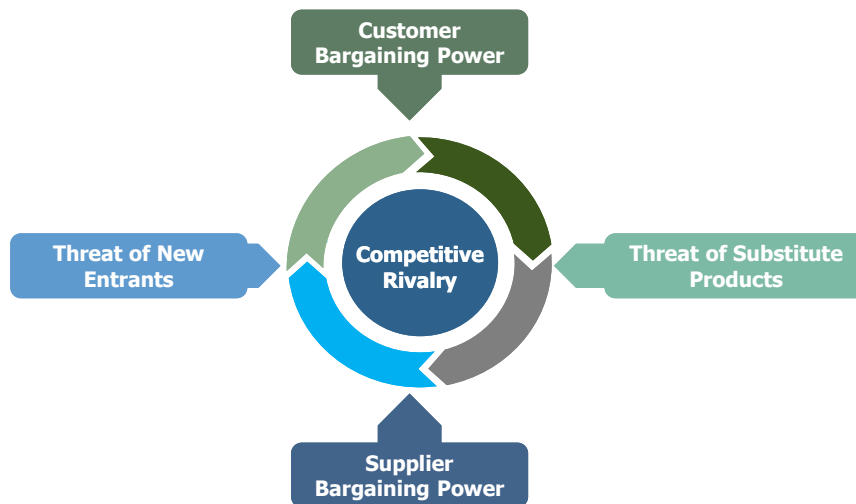 Customer
Bargaining Power
Threat of New
Entrants
Competitive
Rivalry
Threat of Substitute
Products
Supplier
Bargaining Power